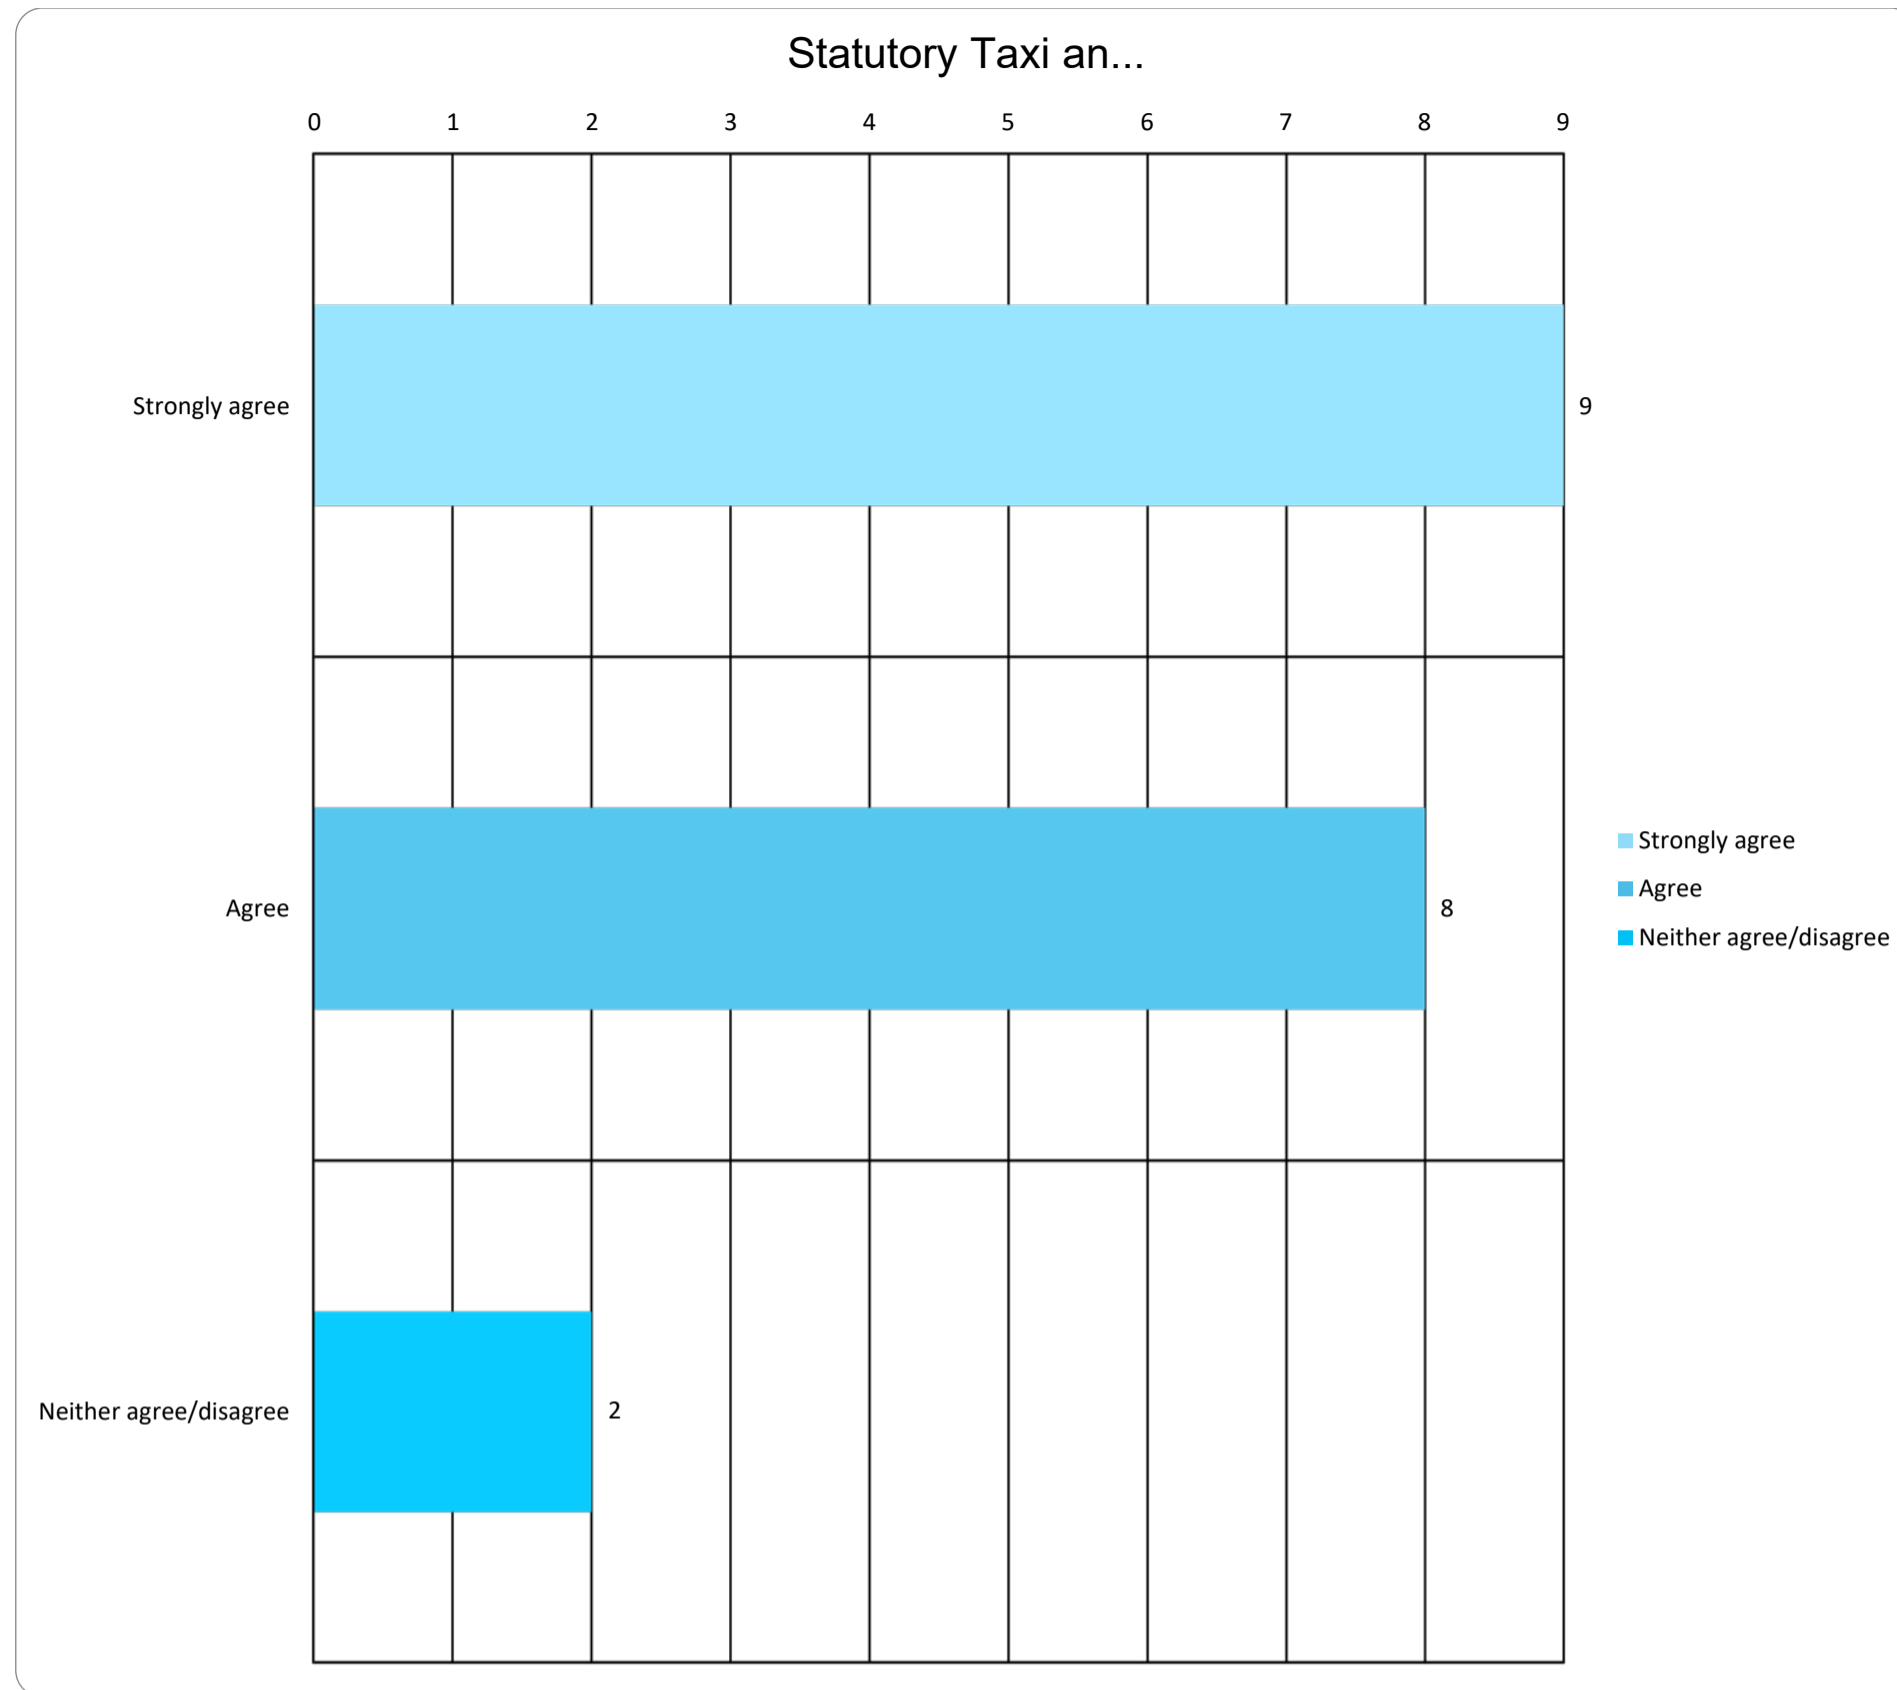 Statutory Taxi an...
0 1 2 3 4 5 6 7 8 9
Strongly agree
9
Agree
8
Neither agree/disagree
2
Strongly agree
Agree
Neither agree/disagree